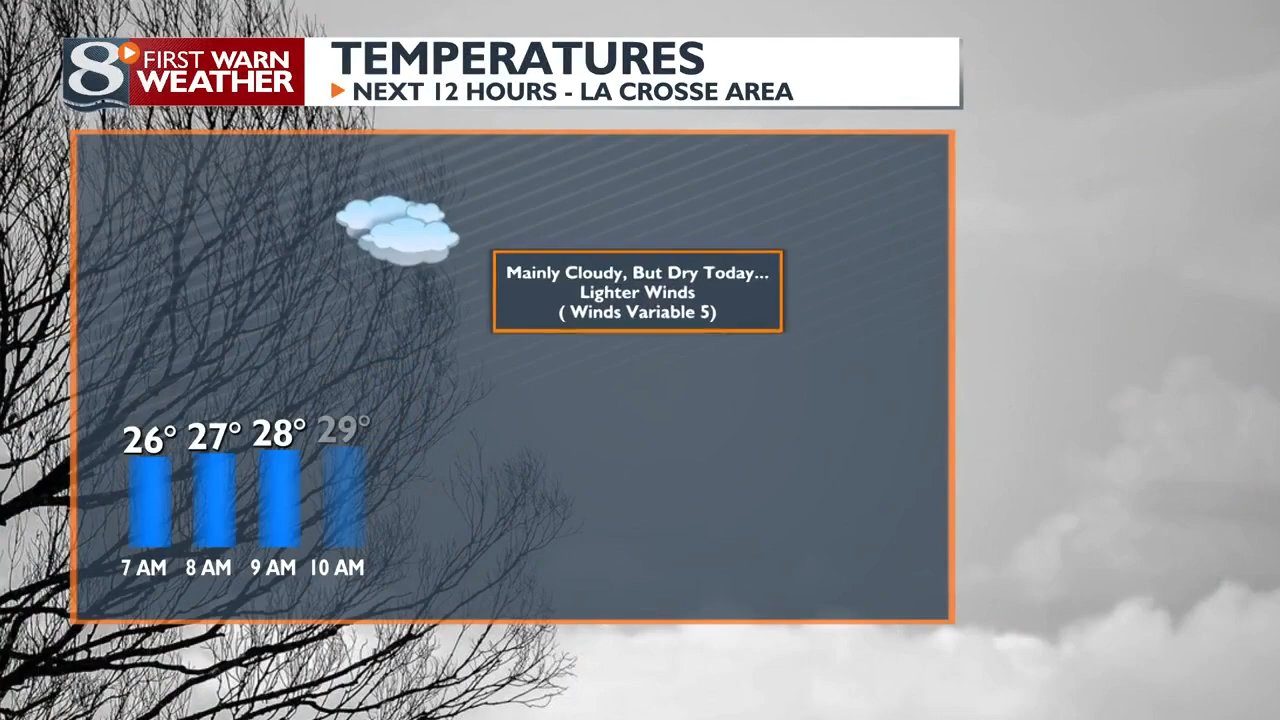 8 FIRST WARN
WEATHER
TEMPERATURES
NEXT 12 HOURS - LA CROSSE AREA
Mainly Cloudy, But Dry Today...
Lighter Winds
( Winds Variable 5)
26° 27° 28° 29°
7 AM 8 AM 9 AM 10 AM